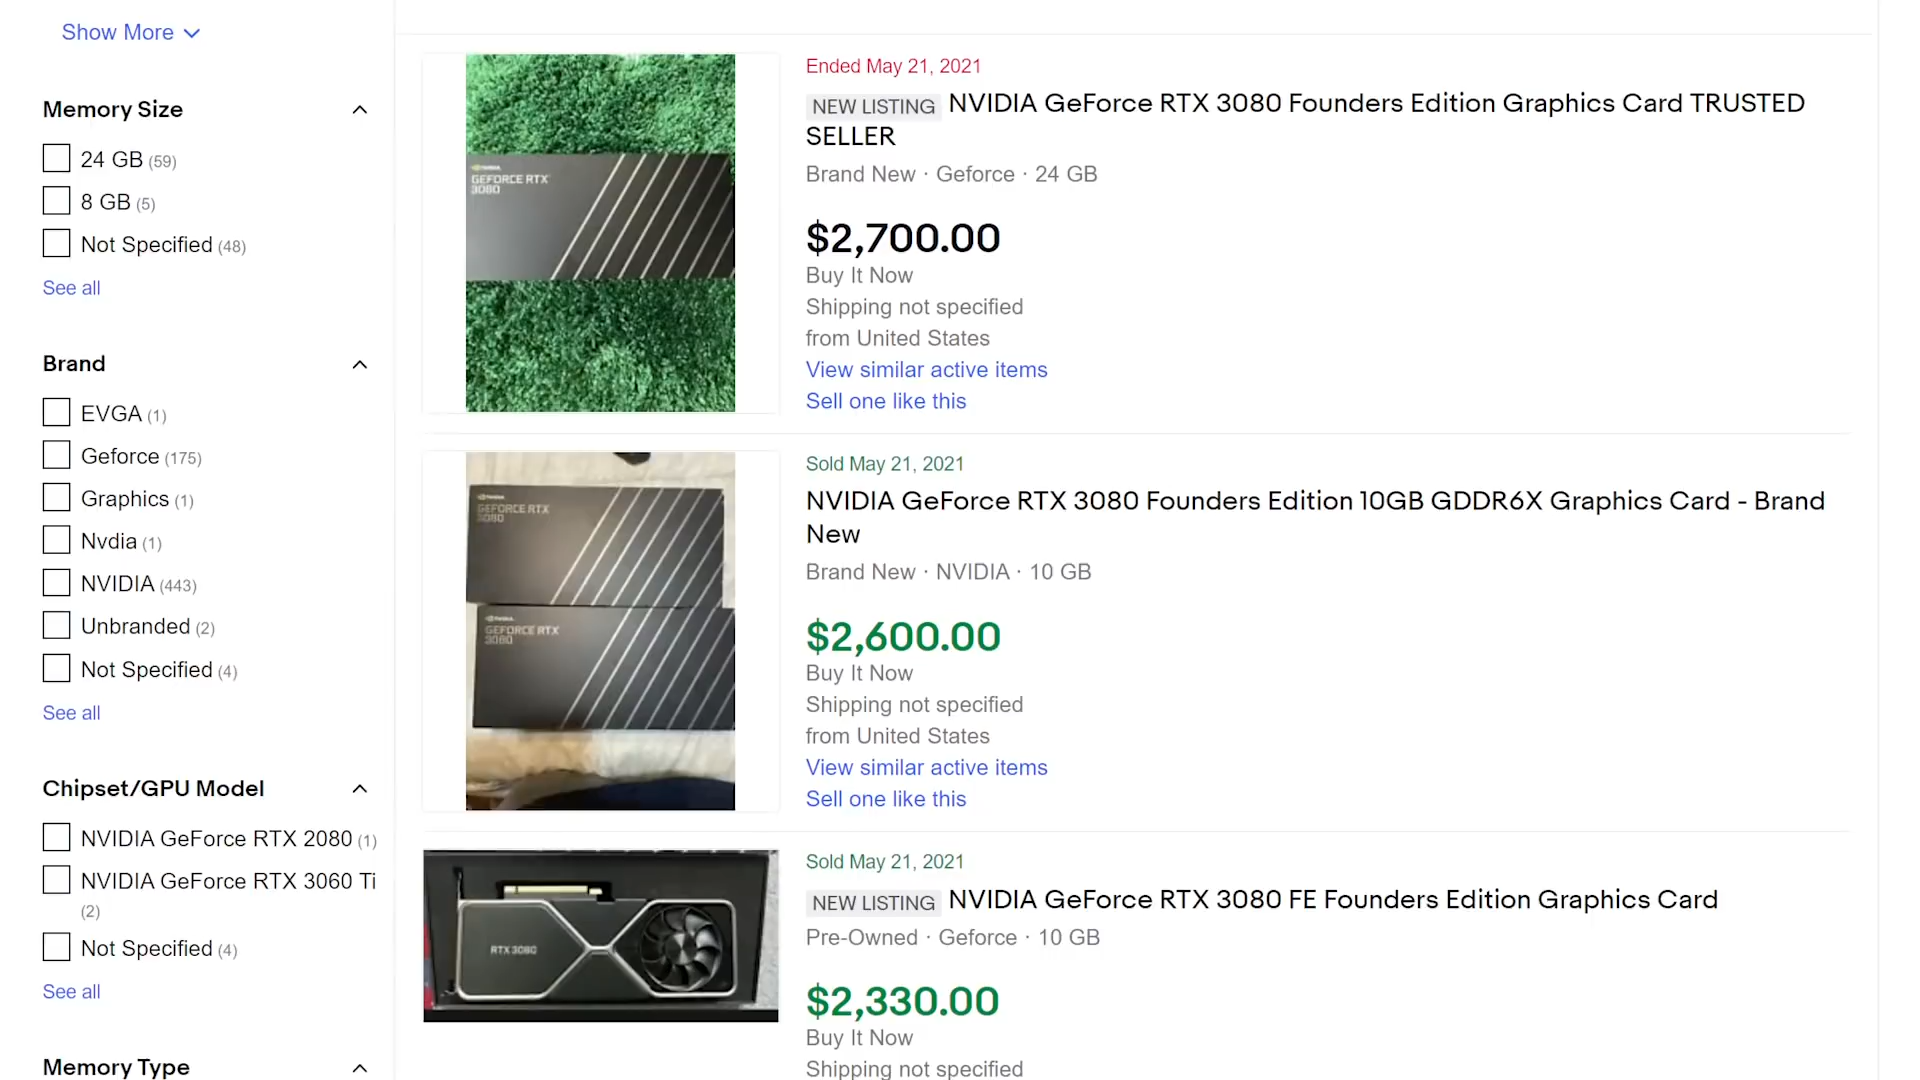 Show More
Memory Size
24 GB (59)
8 GB (5)
Not Specified (48)
See all
Brand
EVGA (1)
Geforce (175)
Graphics (1)
Nvdia (1)
NVIDIA (443)
Unbranded (2)
Not Specified (4)
See all
Chipset/GPU Model
NVIDIA GeForce RTX 2080 (1)
NVIDIA GeForce RTX 3060 Ti
(2)
Not Specified (4)
See all
Memory Type
NVIDIA
GEFORCE RTX
3080
Ended May 21, 2021
NEW LISTING NVIDIA GeForce RTX 3080 Founders Edition Graphics Card TRUSTED
SELLER
Brand New · Geforce · 24 GB
$2,700.00
Buy It Now
Shipping not specified
from United States
View similar active items
Sell one like this
NVIDIA
GEFORCE RTX
3080
NVIDIA
GEFORCE RTX
3080
Sold May 21, 2021
NVIDIA GeForce RTX 3080 Founders Edition 10GB GDDR6X Graphics Card - Brand
New
Brand New · NVIDIA · 10 GB
$2,600.00
Buy It Now
Shipping not specified
from United States
View similar active items
Sell one like this
RTX 3080
Sold May 21, 2021
NEW LISTING NVIDIA GeForce RTX 3080 FE Founders Edition Graphics Card
Pre-Owned · Geforce · 10 GB
$2,330.00
Buy It Now
Shipping not specified